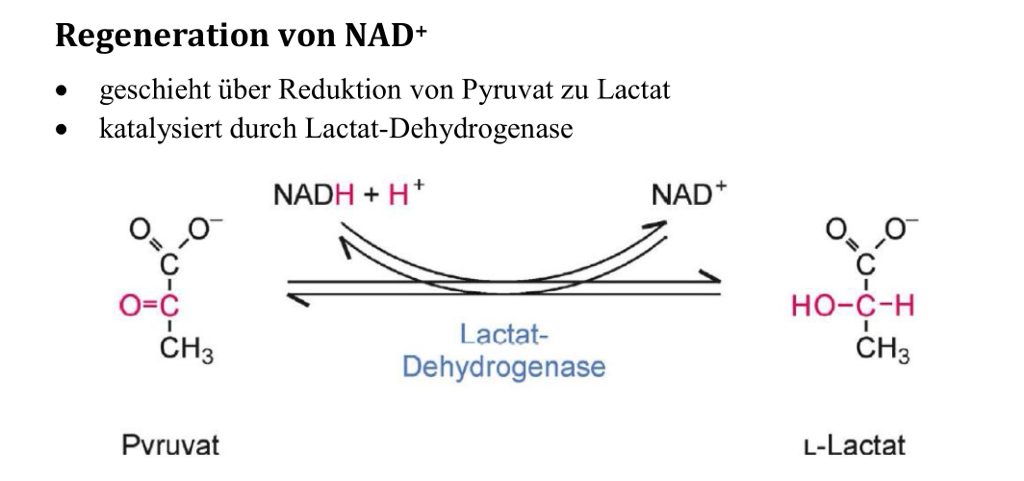 Regeneration von NAD⁺
• geschieht über Reduktion von Pyruvat zu Lactat
• katalysiert durch Lactat-Dehydrogenase
NADH + H⁺
NAD⁺
O O⁻
C
O=C
CH₃
Lactat-
Dehydrogenase
O O⁻
C
HO-C-H
CH₃
Pvruvat
L-Lactat